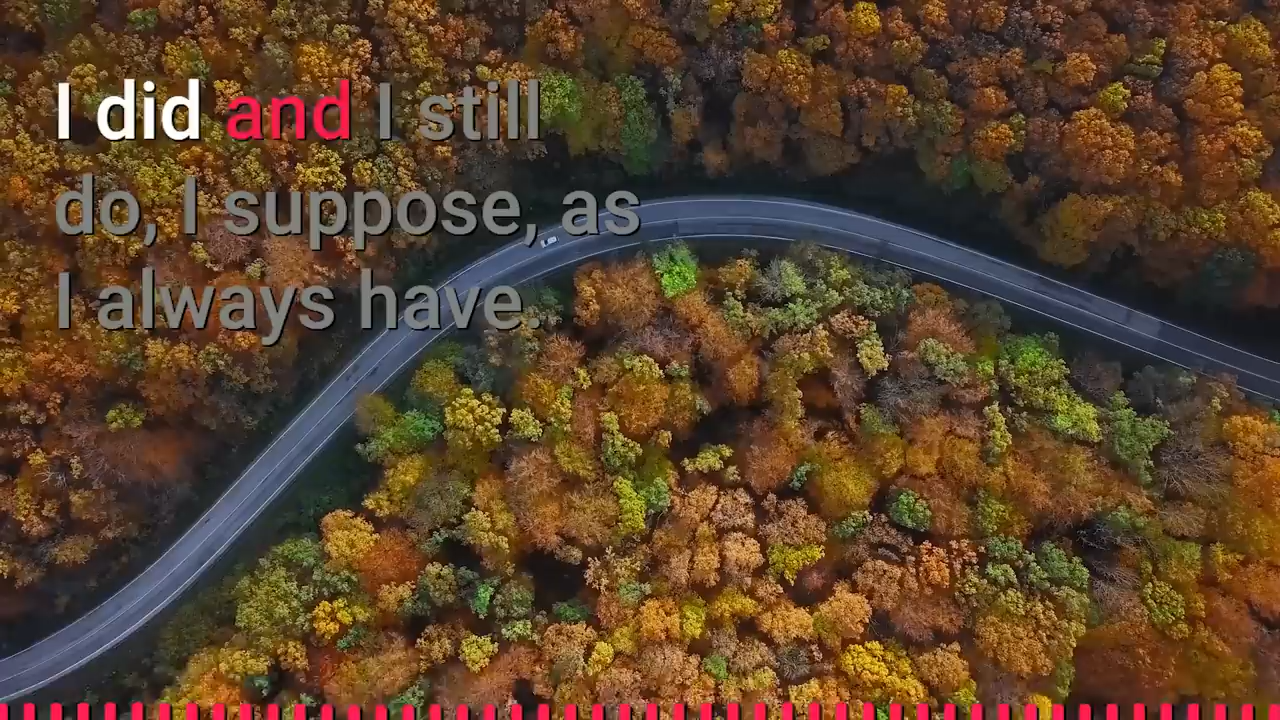 I did and I still
do, I suppose, as
I always have.